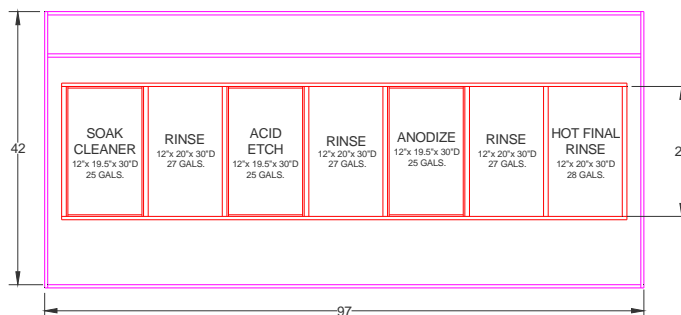 SOAK
CLEANER
12"x 19.5"x 30"D
25 GALS.
RINSE
12"x 20"x 30"D
27 GALS.
ACID
ETCH
12"x 19.5"x 30"D
25 GALS.
RINSE
12"x 20"x 30"D
27 GALS.
ANODIZE
12"x 19.5"x 30"D
25 GALS.
RINSE
12"x 20"x 30"D
27 GALS.
HOT FINAL
RINSE
12"x 20"x 30"D
28 GALS.
42
2
97